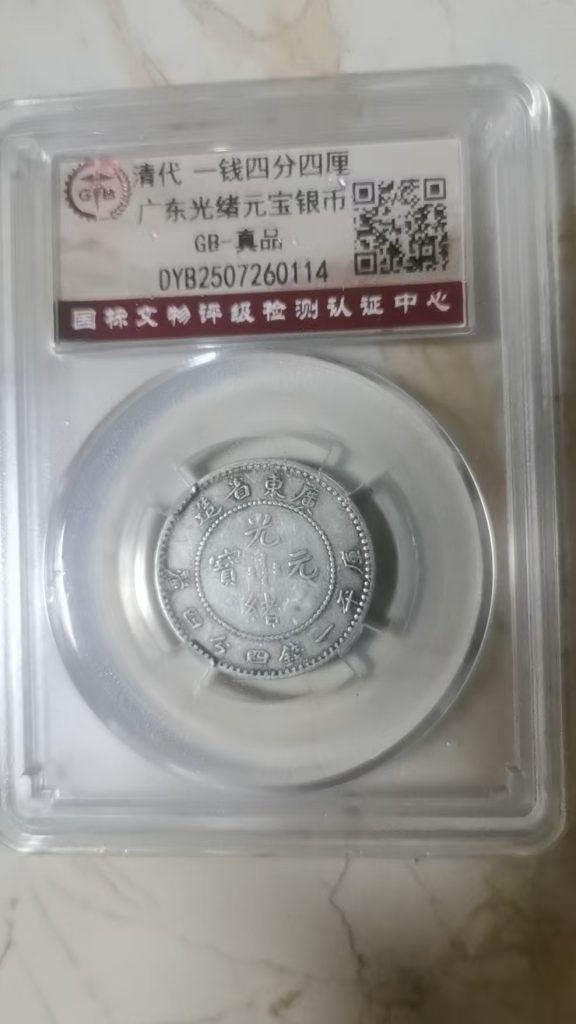 清代 一钱四分四厘
广东光绪元宝银币
GB-真品
DYB2507260114
国标文物评级检测认证中心
廣東省造
光緒元寶
庫平一錢四分四釐